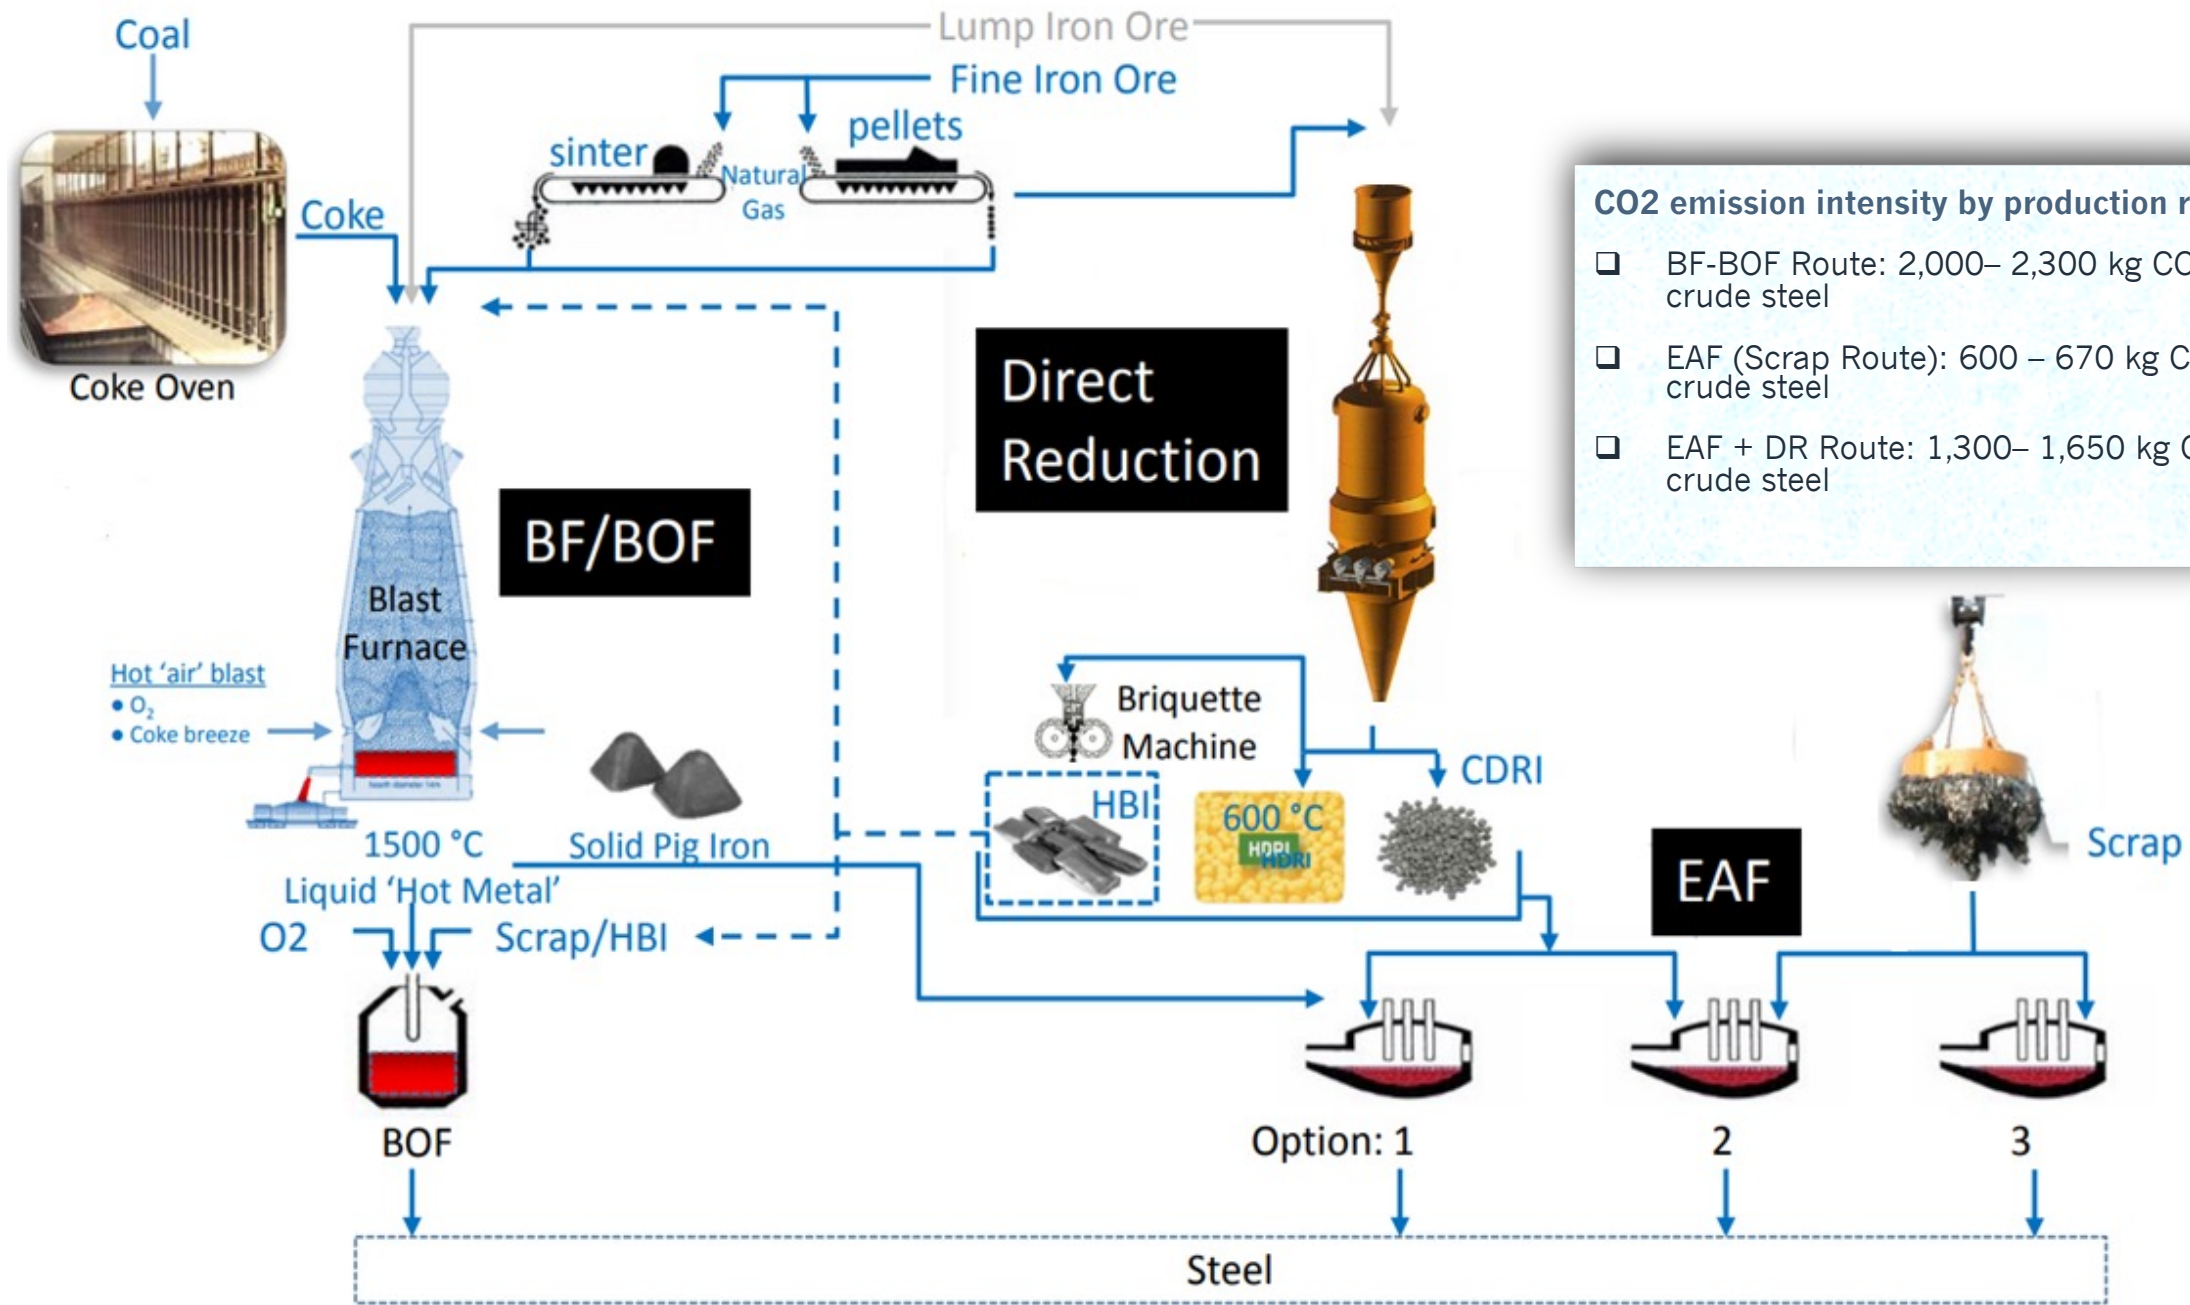 Coal
Lump Iron Ore
Fine Iron Ore
sinter
pellets
Natural
Gas
Coke
Coke Oven
CO2 emission intensity by production r
❑ BF-BOF Route: 2,000– 2,300 kg CO
crude steel
❑ EAF (Scrap Route): 600 – 670 kg C
crude steel
❑ EAF + DR Route: 1,300– 1,650 kg C
crude steel
Direct
Reduction
BF/BOF
Blast
Furnace
Hot ‘air’ blast
• O₂
• Coke breeze
1500 °C
Liquid ‘Hot Metal’
Solid Pig Iron
O2
Scrap/HBI
Briquette
Machine
HBI
600 °C
HDRI
HDRI
CDRI
EAF
Scrap
BOF
Option: 1
2
3
Steel